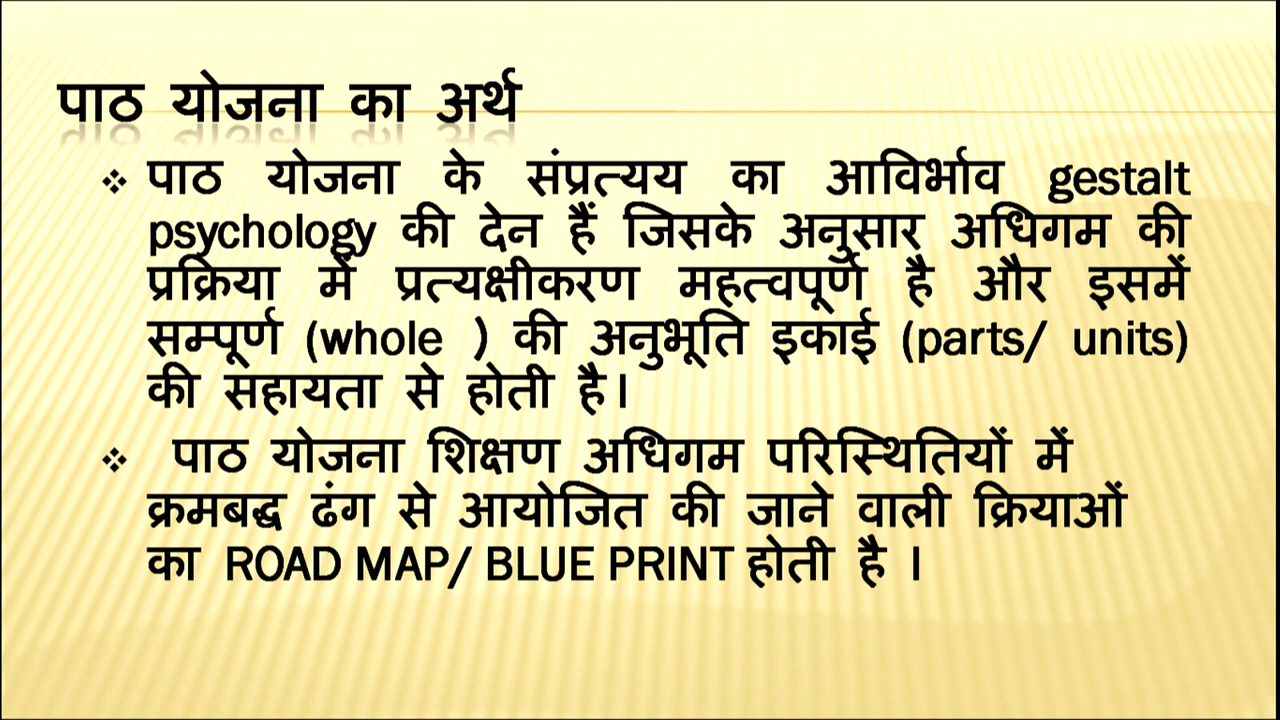 पाठ योजना का अर्थ
पाठ योजना के संप्रत्यय का आविर्भाव gestalt
psychology की देन हैं जिसके अनुसार अधिगम की
प्रक्रिया में प्रत्यक्षीकरण महत्वपूर्ण है और इसमें
सम्पूर्ण (whole ) की अनुभूति इकाई (parts/ units)
की सहायता से होती है।
पाठ योजना शिक्षण अधिगम परिस्थितियों में
क्रमबद्ध ढंग से आयोजित की जाने वाली क्रियाओं
का ROAD MAP/ BLUE PRINT होती है ।